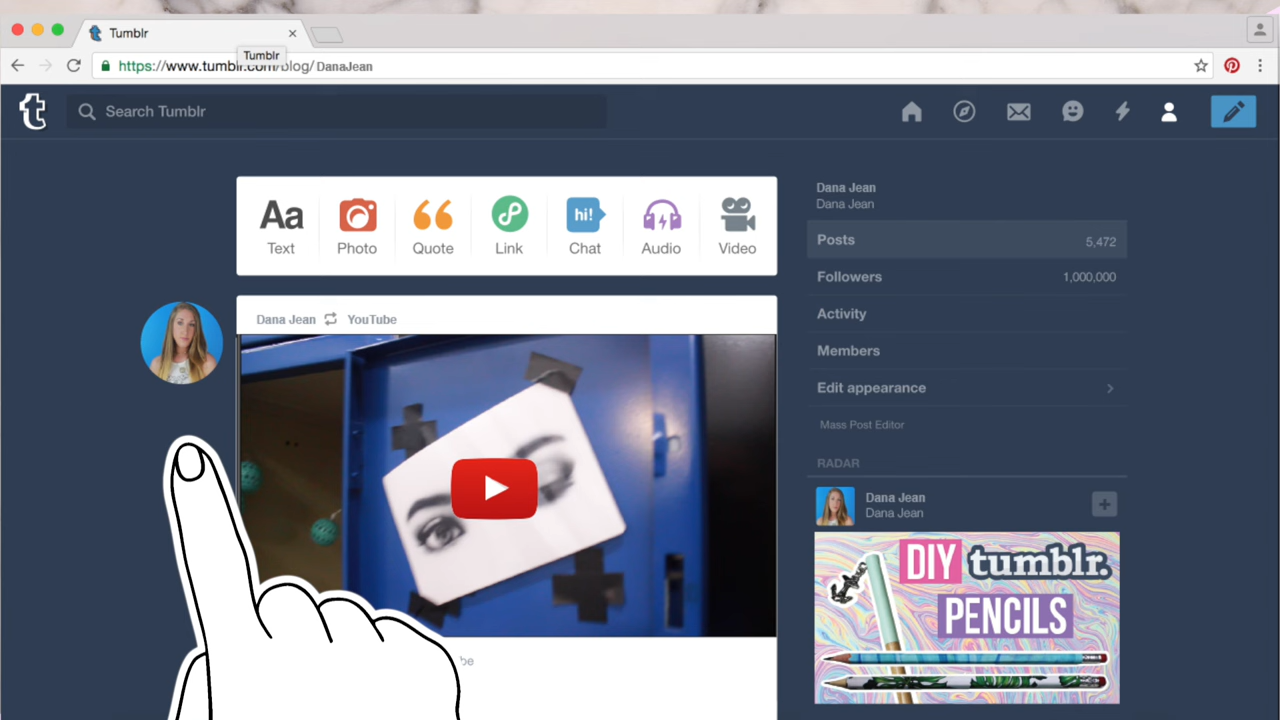 Tumblr
Tumblr
https://www.tumblr.com/blog/DanaJean
t
Search Tumblr
Aa
hi!
Text
Photo
Quote
Link
Chat
Audio
Video
Dana Jean
Dana Jean
Posts
5,472
Followers
1,000,000
Activity
Members
Edit appearance
Mass Post Editor
RADAR
Dana Jean YouTube
be
Dana Jean
Dana Jean
DIY tumblr.
PENCILS